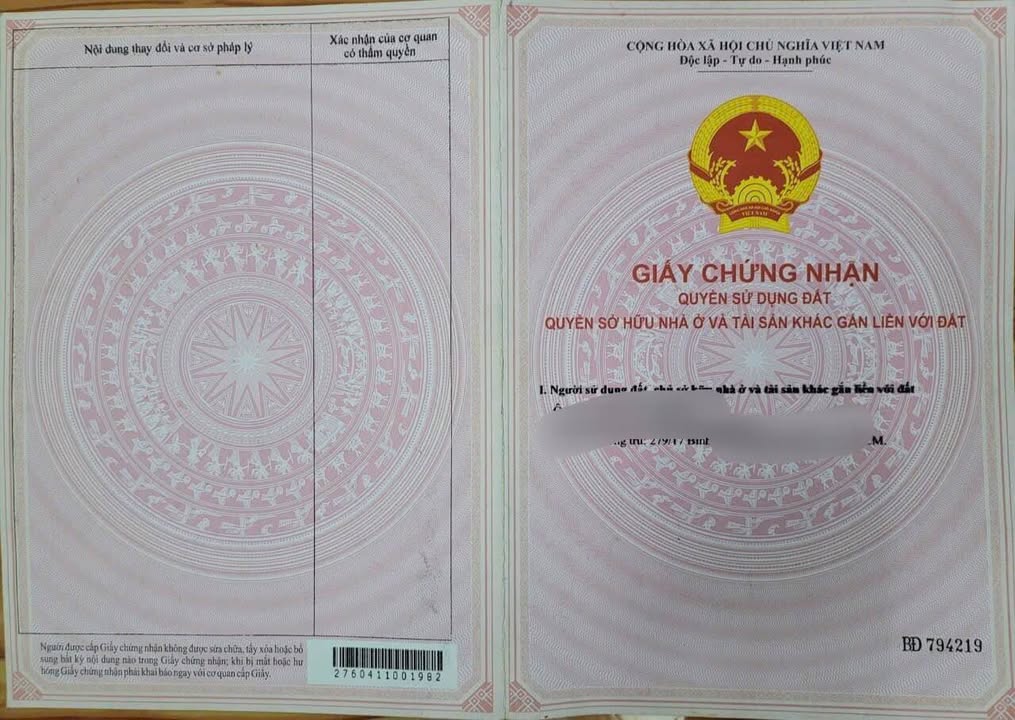 Nội dung thay đổi và cơ sở pháp lý
Xác nhận của cơ quan
có thẩm quyền
Người được cấp Giấy chứng nhận không được sửa chữa, tẩy xóa hoặc bổ
sung bất kỳ nội dung nào trong Giấy chứng nhận; khi bị mất hoặc hư
hỏng Giấy chứng nhận phải khai báo ngay với cơ quan cấp Giấy.
2760411001982
CỘNG HÒA XÃ HỘI CHỦ NGHĨA VIỆT NAM
Độc lập - Tự do - Hạnh phúc
VIỆT NAM
GIẤY CHỨNG NHẬN
QUYỀN SỬ DỤNG ĐẤT
QUYỀN SỞ HỮU NHÀ Ở VÀ TÀI SẢN KHÁC GẮN LIỀN VỚI ĐẤT
I. Người sử dụng đất, chủ sở hữu nhà ở và tài sản khác gắn liền với đất
BĐ 794219